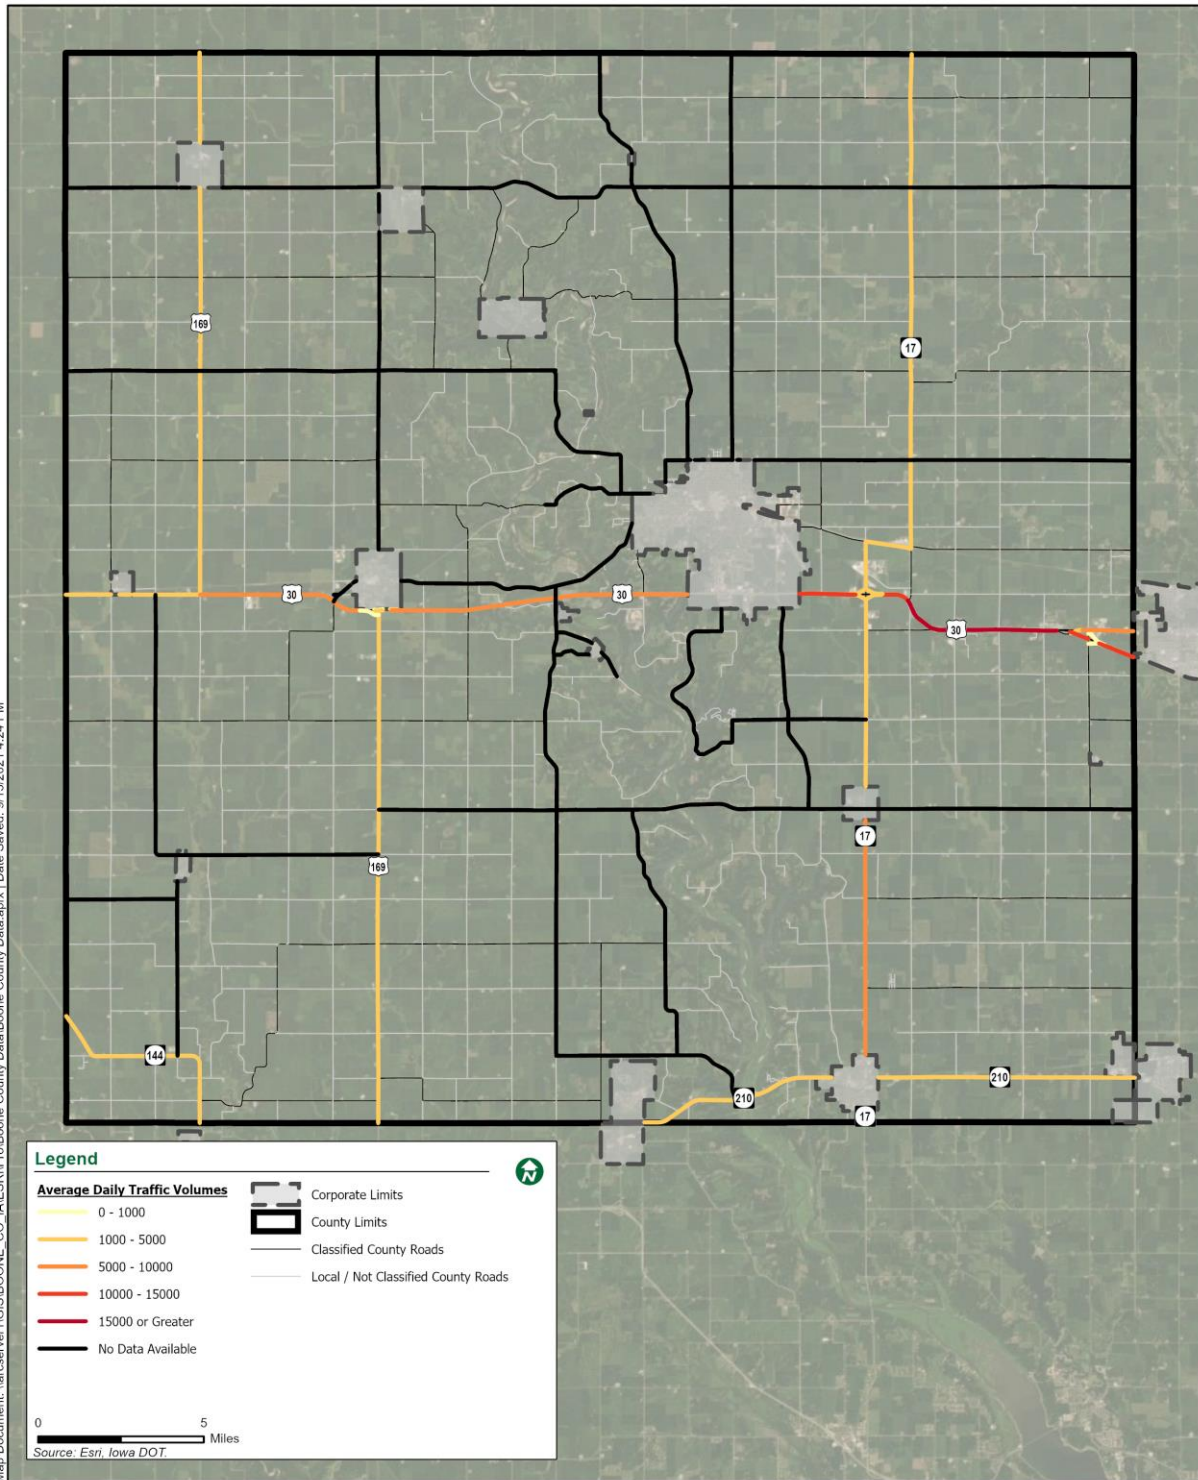 169
17
30
30
30
17
169
144
210
210
17
Legend
Average Daily Traffic Volumes
0 - 1000
1000 - 5000
5000 - 10000
10000 - 15000
15000 or Greater
No Data Available
Corporate Limits
County Limits
Classified County Roads
Local / Not Classified County Roads
N
0 5
Miles
Source: Esri, Iowa DOT.